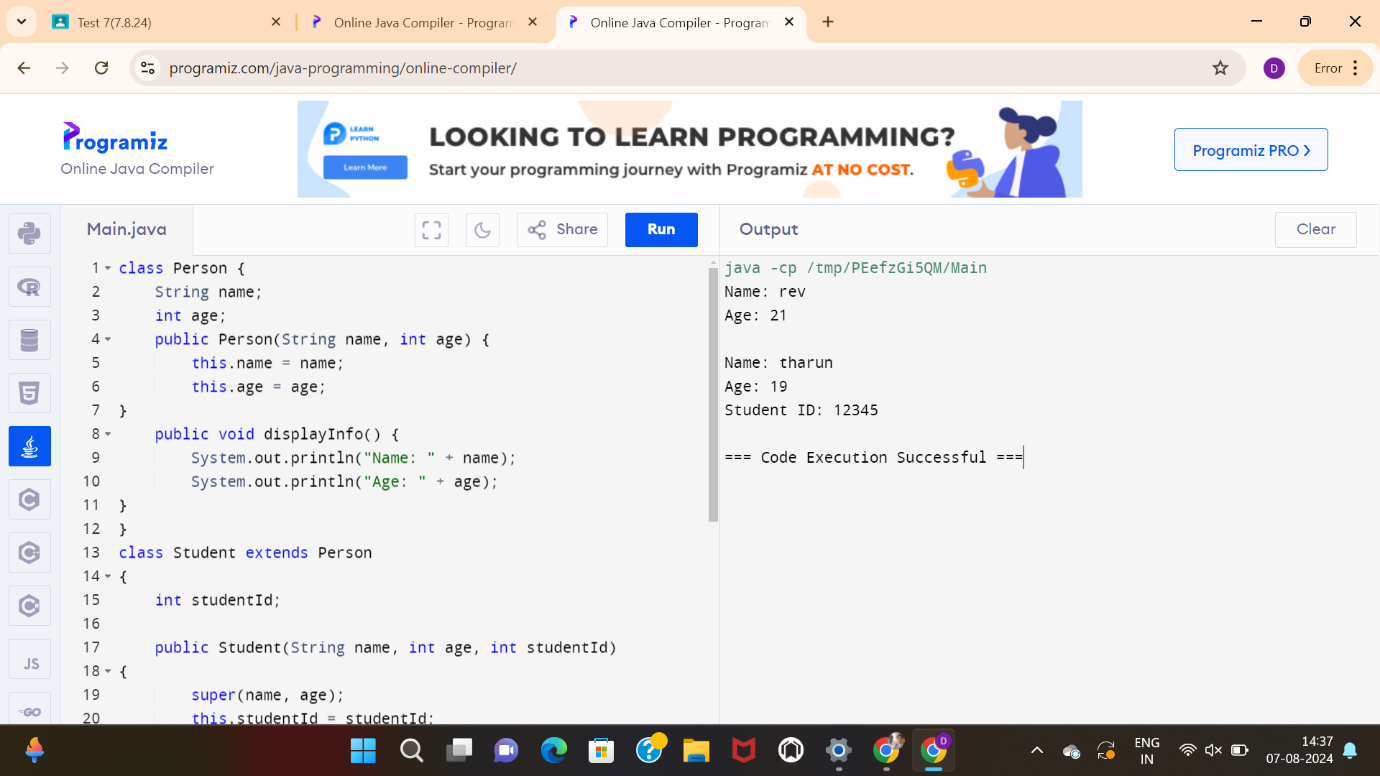 Test 7(7.8.24)
Online Java Compiler - Program
Online Java Compiler - Program
programiz.com/java-programming/online-compiler/
D
Error
Programiz
Online Java Compiler
LEARN
PYTHON
Learn More
LOOKING TO LEARN PROGRAMMING?
Start your programming journey with Programiz AT NO COST.
Programiz PRO
Main.java
Share
Run
Output
Clear
1 class Person {
2 String name;
3 int age;
4 public Person(String name, int age) {
5 this.name = name;
6 this.age = age;
7 }
8 public void displayInfo() {
9 System.out.println("Name: " + name);
10 System.out.println("Age: " + age);
11 }
12 }
13 class Student extends Person
14 {
15 int studentId;
16
17 public Student(String name, int age, int studentId)
18 {
19 super(name, age);
20 this.studentId = studentId;
java -cp /tmp/PEefzGi5QM/Main
Name: rev
Age: 21
Name: tharun
Age: 19
Student ID: 12345
=== Code Execution Successful ===
JS
GO
D
ENG
IN
14:37
07-08-2024